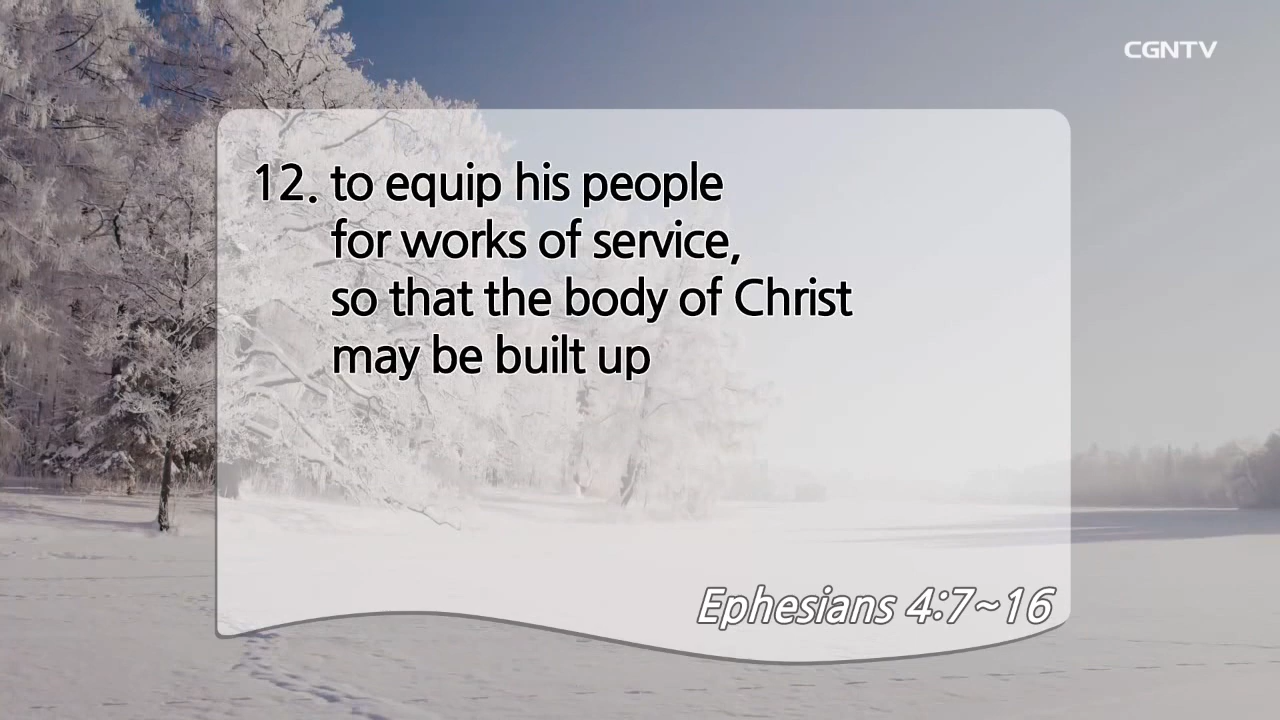 CGNTV
12. to equip his people
for works of service,
so that the body of Christ
may be built up
Ephesians 4:7~16